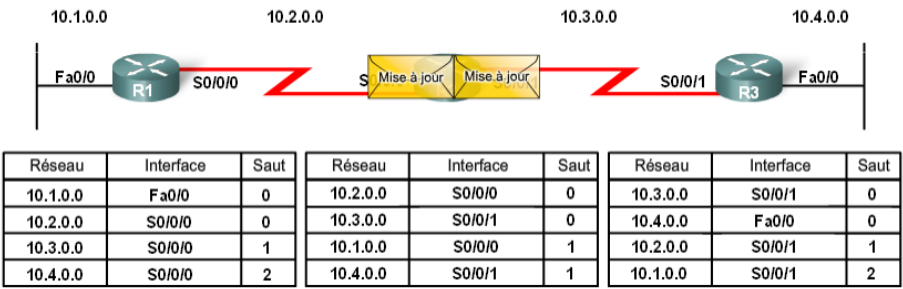 10.1.0.0 10.2.0.0 10.3.0.0 10.4.0.0
Fa0/0 R1 S0/0/0 Mise à jour Mise à jour S0/0/1 R3 Fa0/0
Réseau Interface Saut Réseau Interface Saut Réseau Interface Saut
10.1.0.0 Fa0/0 0 10.2.0.0 S0/0/0 0 10.3.0.0 S0/0/1 0
10.2.0.0 S0/0/0 0 10.3.0.0 S0/0/1 0 10.4.0.0 Fa0/0 0
10.3.0.0 S0/0/0 1 10.1.0.0 S0/0/0 1 10.2.0.0 S0/0/1 1
10.4.0.0 S0/0/0 2 10.4.0.0 S0/0/1 1 10.1.0.0 S0/0/1 2